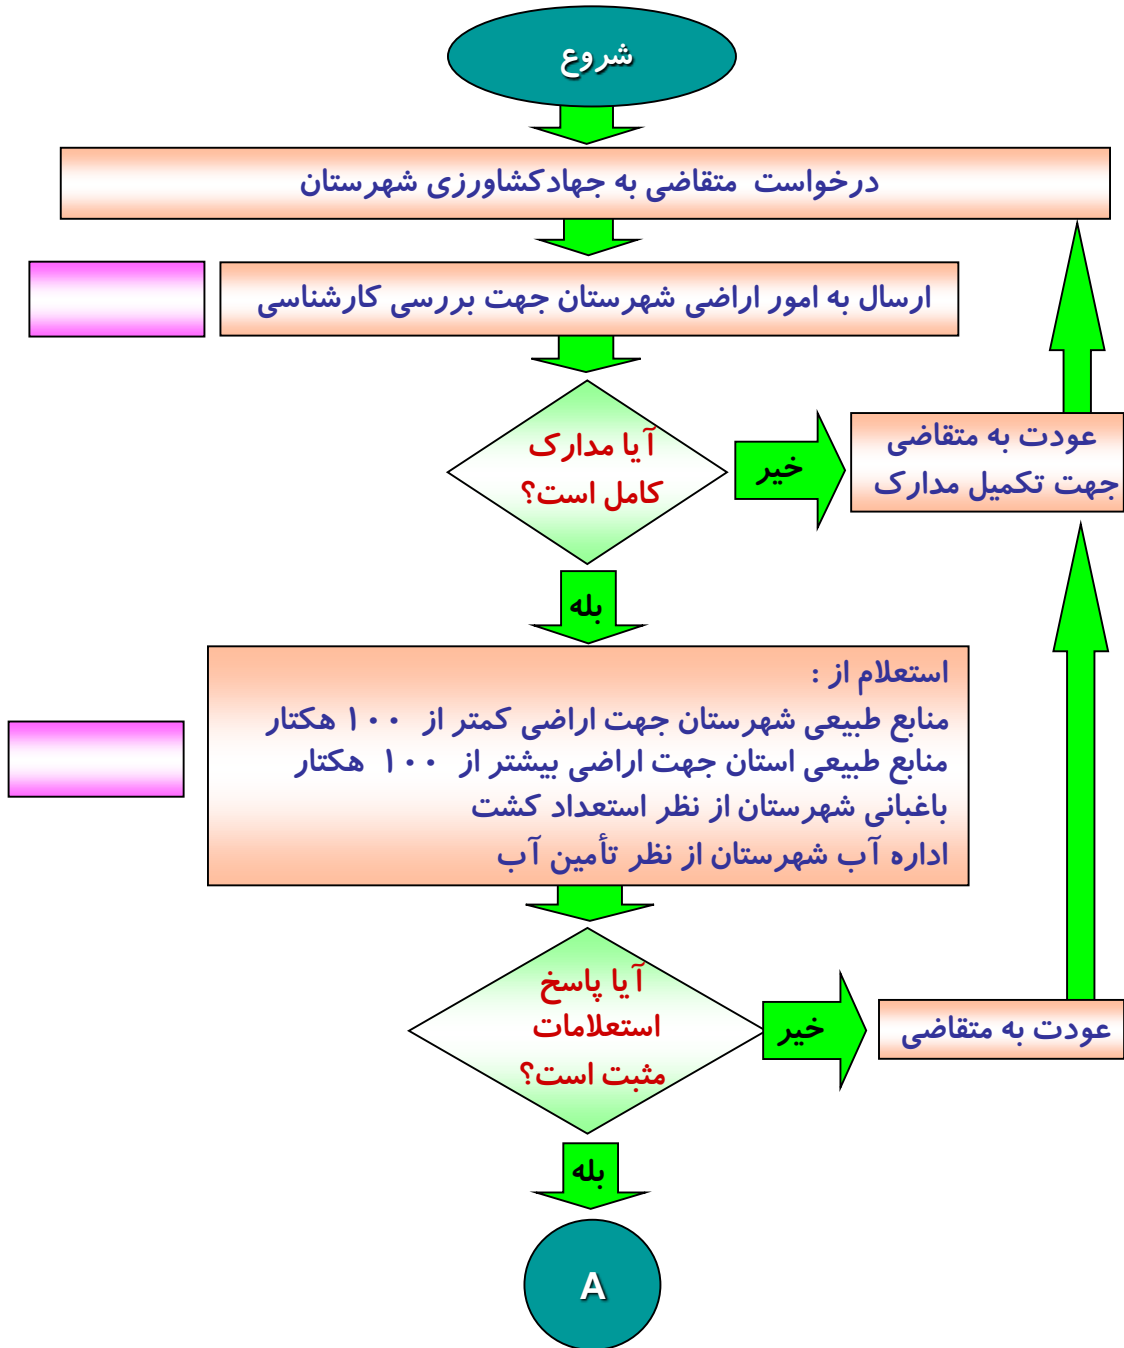 شروع
درخواست متقاضی به جهادکشاورزی شهرستان
ارسال به امور اراضی شهرستان جهت بررسی کارشناسی
آیا مدارک
کامل است؟
خیر
عودت به متقاضی
جهت تکمیل مدارک
بله
استعلام از :
منابع طبیعی شهرستان جهت اراضی کمتر از ۱۰۰ هکتار
منابع طبیعی استان جهت اراضی بیشتر از ۱۰۰ هکتار
باغبانی شهرستان از نظر استعداد کشت
اداره آب شهرستان از نظر تأمین آب
آیا پاسخ
استعلامات
مثبت است؟
خیر
عودت به متقاضی
بله
A